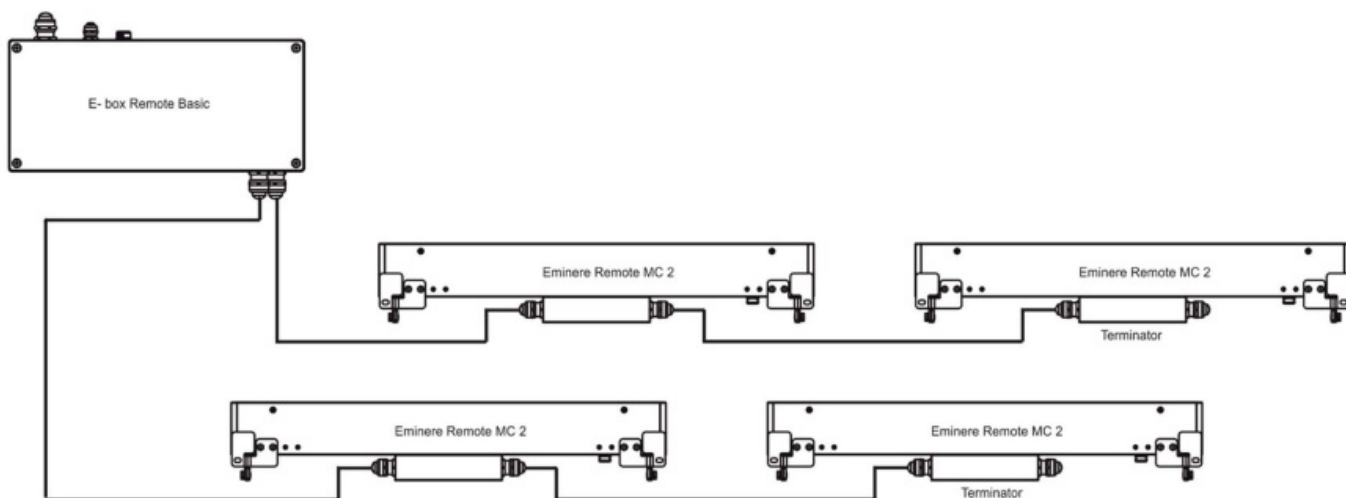 E- box Remote Basic
Eminere Remote MC 2
Eminere Remote MC 2
Terminator
Eminere Remote MC 2
Eminere Remote MC 2
Terminator